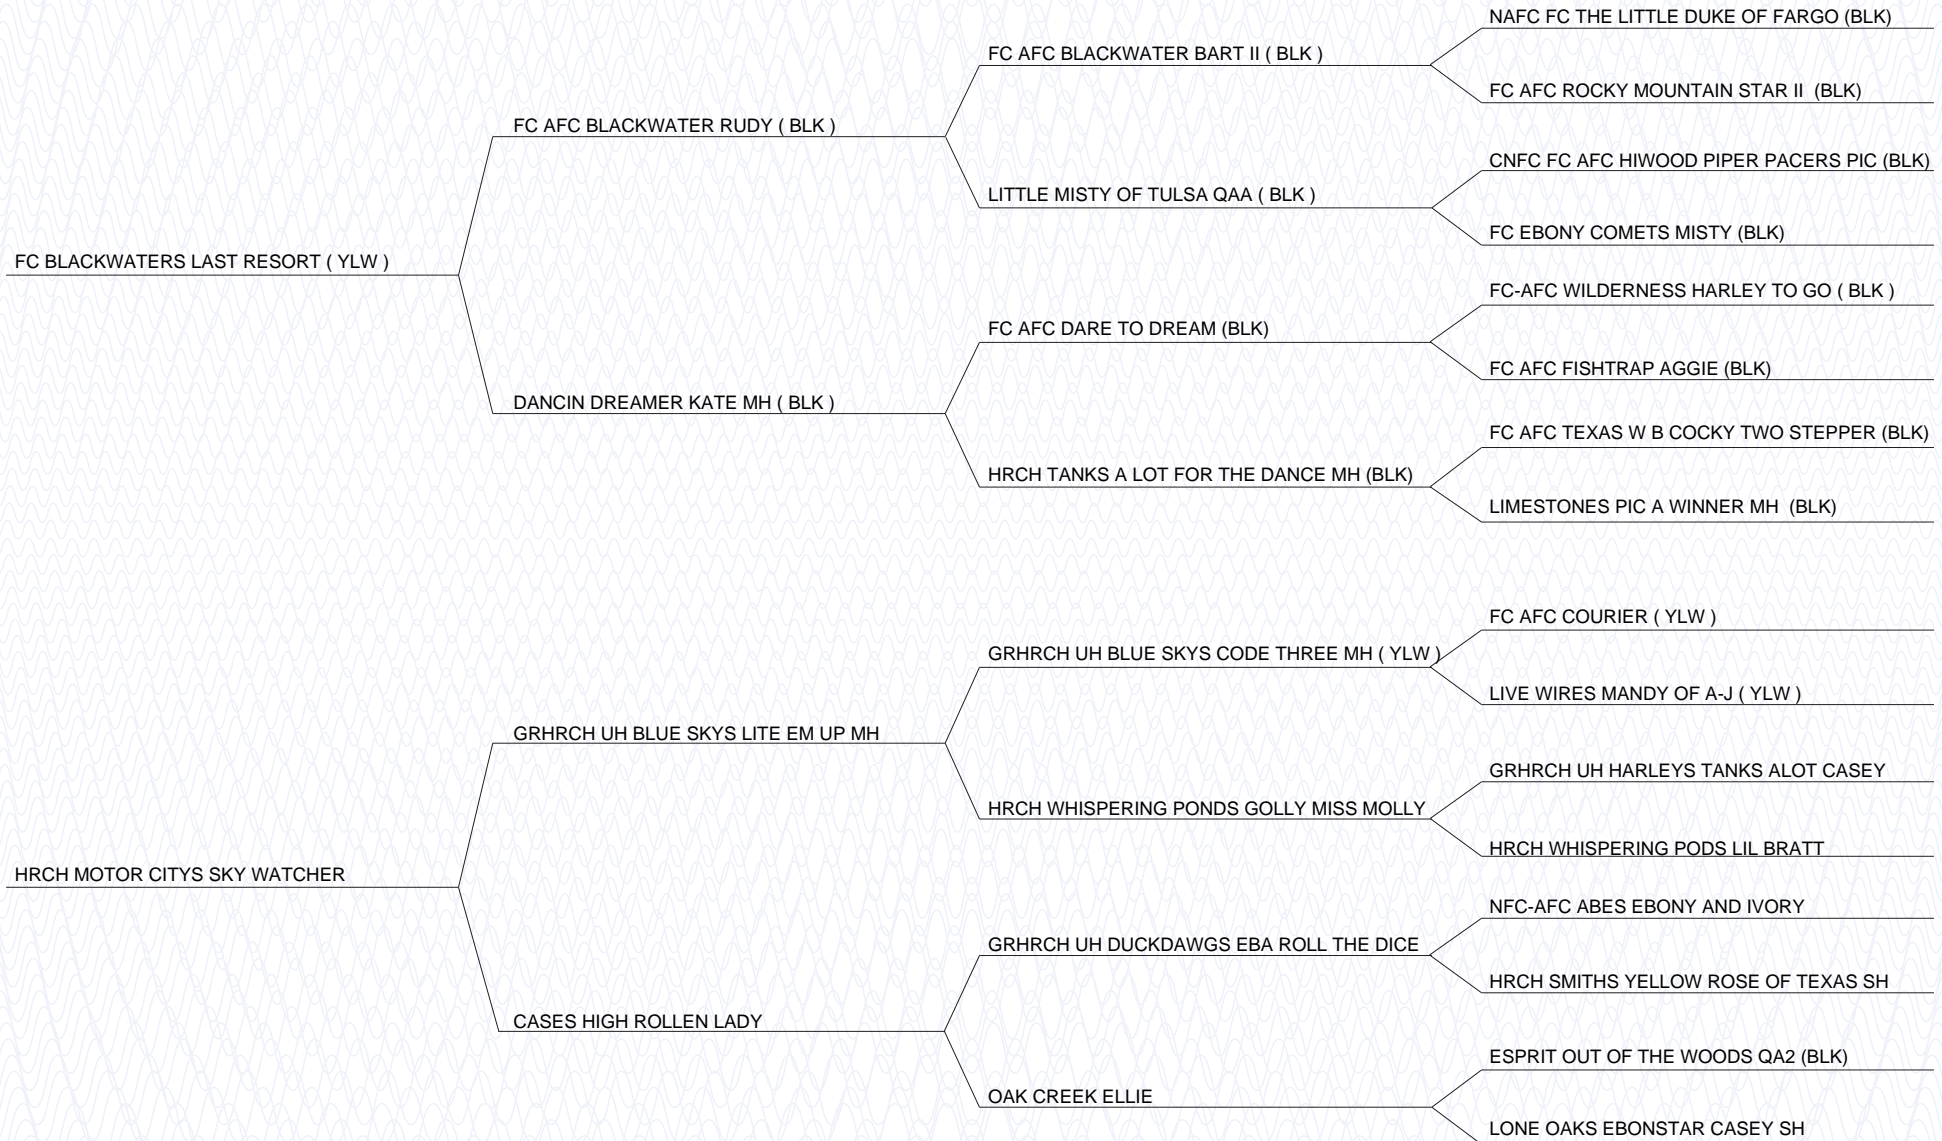 NAFC FC THE LITTLE DUKE OF FARGO (BLK)
FC AFC BLACKWATER BART II ( BLK )
FC AFC ROCKY MOUNTAIN STAR II (BLK)
FC AFC BLACKWATER RUDY ( BLK )
CNFC FC AFC HIWOOD PIPER PACERS PIC (BLK)
LITTLE MISTY OF TULSA QAA ( BLK )
FC EBONY COMETS MISTY (BLK)
FC BLACKWATERS LAST RESORT ( YLW )
FC-AFC WILDERNESS HARLEY TO GO ( BLK )
FC AFC DARE TO DREAM (BLK)
FC AFC FISHTRAP AGGIE (BLK)
DANCIN DREAMER KATE MH ( BLK )
FC AFC TEXAS W B COCKY TWO STEPPER (BLK)
HRCH TANKS A LOT FOR THE DANCE MH (BLK)
LIMESTONES PIC A WINNER MH (BLK)
FC AFC COURIER ( YLW )
GRHRCH UH BLUE SKYS CODE THREE MH ( YLW )
LIVE WIRES MANDY OF A-J ( YLW )
GRHRCH UH BLUE SKYS LITE EM UP MH
GRHRCH UH HARLEYS TANKS ALOT CASEY
HRCH WHISPERING PONDS GOLLY MISS MOLLY
HRCH WHISPERING PODS LIL BRATT
HRCH MOTOR CITYS SKY WATCHER
NFC-AFC ABES EBONY AND IVORY
GRHRCH UH DUCKDAWGS EBA ROLL THE DICE
HRCH SMITHS YELLOW ROSE OF TEXAS SH
CASES HIGH ROLLEN LADY
ESPRIT OUT OF THE WOODS QA2 (BLK)
OAK CREEK ELLIE
LONE OAKS EBONSTAR CASEY SH